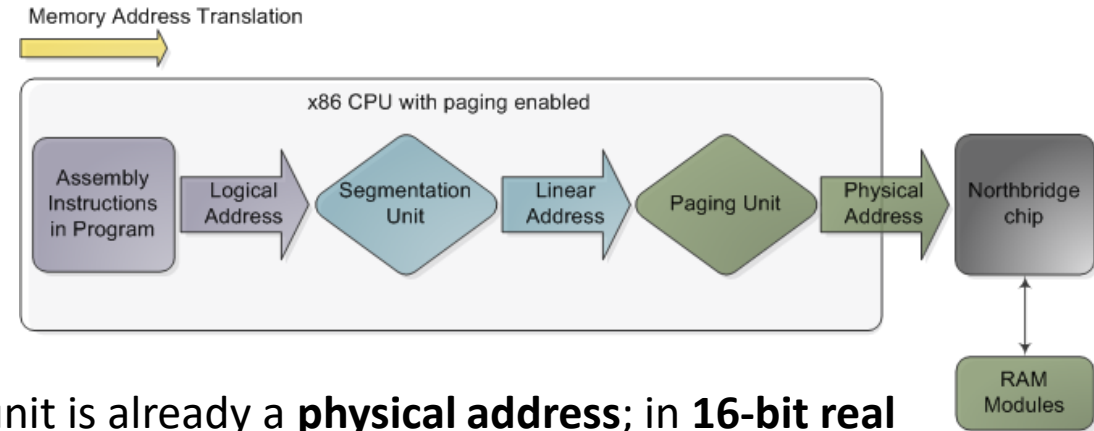 Memory Address Translation
x86 CPU with paging enabled
Assembly
Instructions
in Program
Logical
Address
Segmentation
Unit
Linear
Address
Paging Unit
Physical
Address
Northbridge
chip
RAM
Modules
unit is already a physical address; in 16-bit real